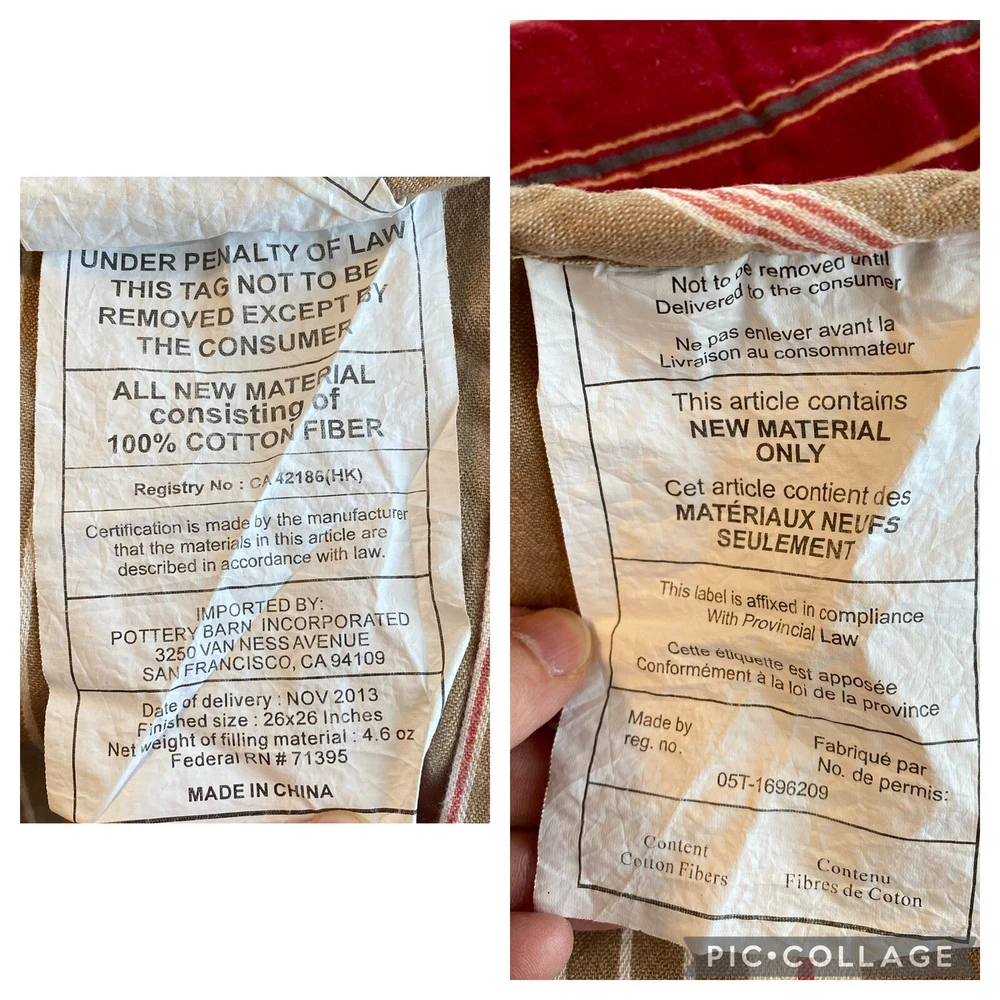 UNDER PENALTY OF LAW
THIS TAG NOT TO BE
REMOVED EXCEPT BY
THE CONSUMER
ALL NEW MATERIAL
consisting of
100% COTTON FIBER
Registry No : CA 42186(HK)
Certification is made by the manufacturer
that the materials in this article are
described in accordance with law.
IMPORTED BY:
POTTERY BARN INCORPORATED
3250 VAN NESS AVENUE
SAN FRANCISCO, CA 94109
Date of delivery : NOV 2013
Finished size : 26x26 Inches
Net weight of filling material : 4.6 oz
Federal RN # 71395
MADE IN CHINA
Not to be removed until
Delivered to the consumer
Ne pas enlever avant la
Livraison au consommateur
This article contains
NEW MATERIAL
ONLY
Cet article contient des
MATÉRIAUX NEUFS
SEULEMENT
This label is affixed in compliance
With Provincial Law
Cette étiquette est apposée
Conformément à la loi de la province
Made by
reg. no.
Fabriqué par
No. de permis:
05T-1696209
Content
Cotton Fibers
Contenu
Fibres de Coton
PIC•COLLAGE